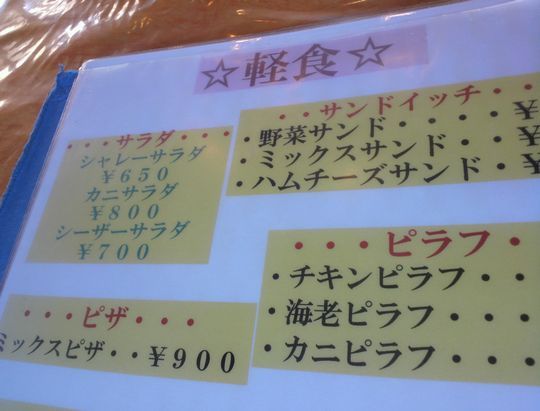 ☆軽食☆
・・・サラダ・・・
シャレーサラダ
￥650
カニサラダ
￥800
シーザーサラダ
￥700
・・・ピザ・・・
ミックスピザ・・￥900
・・サンドイッチ・・
・野菜サンド・・・・￥
・ミックスサンド・・￥
・ハムチーズサンド・￥
・・・ピラフ・
・チキンピラフ・・
・海老ピラフ・・・
・カニピラフ・・・